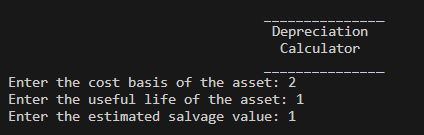 _______________
Depreciation
Calculator
_______________
Enter the cost basis of the asset: 2
Enter the useful life of the asset: 1
Enter the estimated salvage value: 1